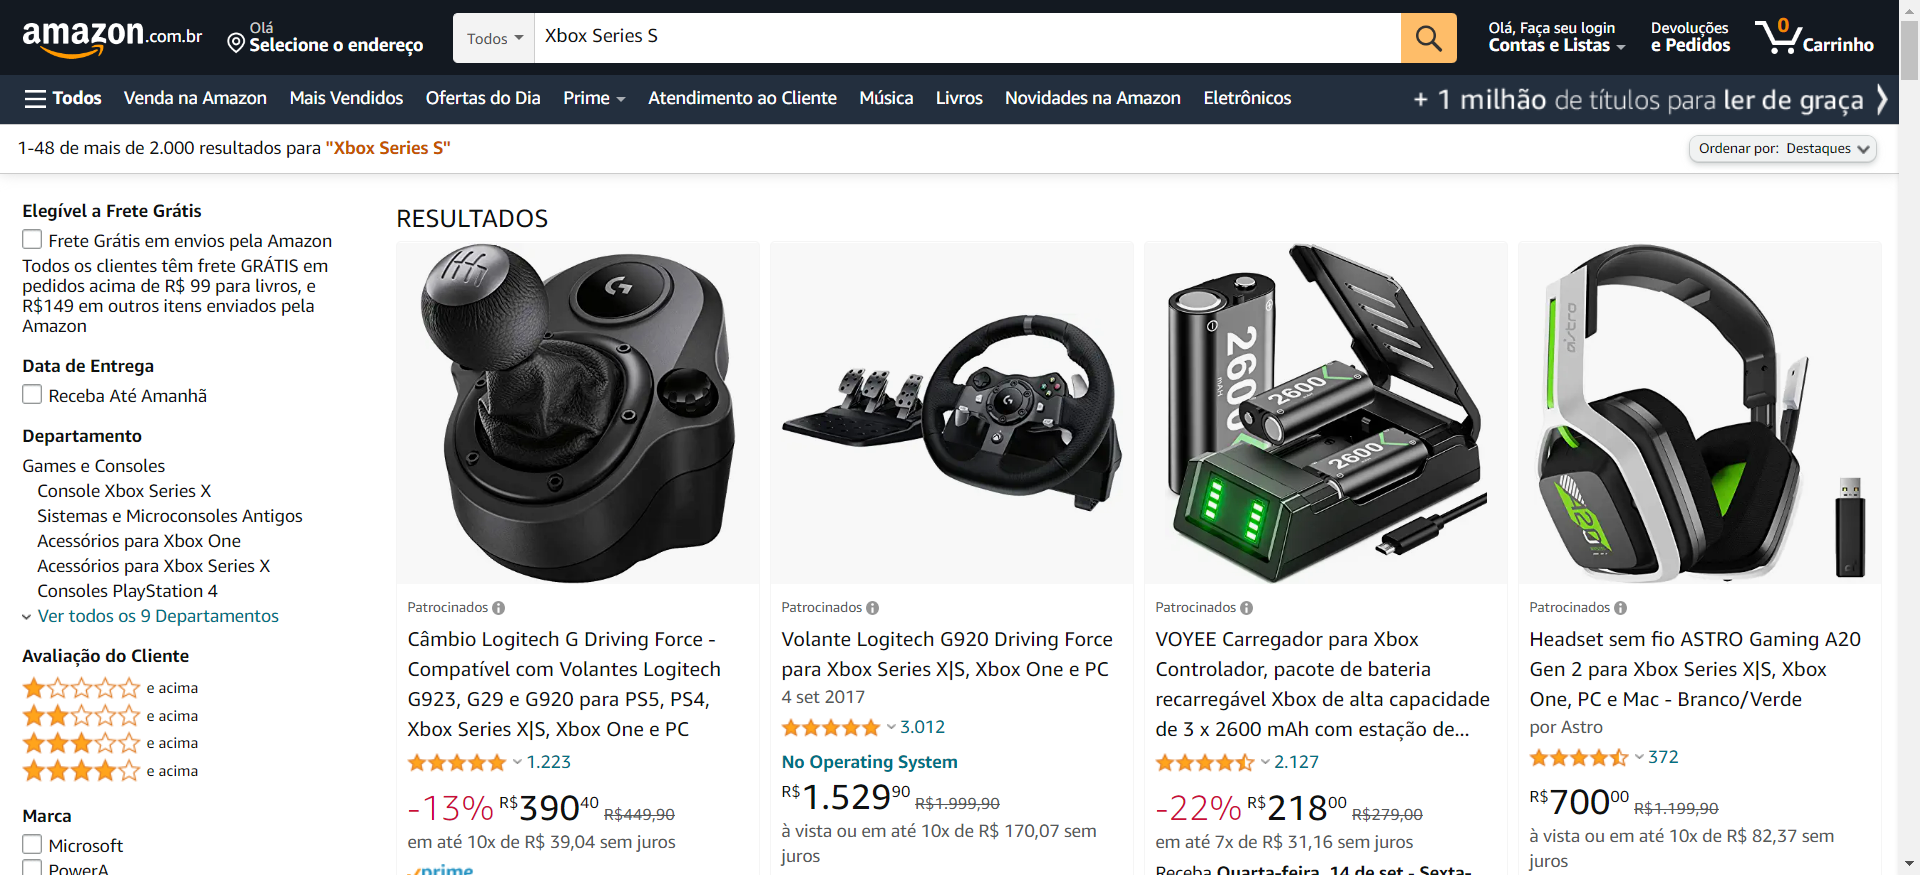 amazon.com.br
Olá
Selecione o endereço
Todos
Xbox Series S
Olá, Faça seu login
Contas e Listas
Devoluções
e Pedidos
0
Carrinho
Todos
Venda na Amazon
Mais Vendidos
Ofertas do Dia
Prime
Atendimento ao Cliente
Música
Livros
Novidades na Amazon
Eletrônicos
+ 1 milhão de títulos para ler de graça
1-48 de mais de 2.000 resultados para "Xbox Series S"
Ordenar por: Destaques
Elegível a Frete Grátis
Frete Grátis em envios pela Amazon
Todos os clientes têm frete GRÁTIS em
pedidos acima de R$ 99 para livros, e
R$149 em outros itens enviados pela
Amazon
Data de Entrega
Receba Até Amanhã
Departamento
Games e Consoles
Console Xbox Series X
Sistemas e Microconsoles Antigos
Acessórios para Xbox One
Acessórios para Xbox Series X
Consoles PlayStation 4
Ver todos os 9 Departamentos
Avaliação do Cliente
e acima
e acima
e acima
e acima
Marca
Microsoft
PowerA
RESULTADOS
Patrocinados
Câmbio Logitech G Driving Force -
Compatível com Volantes Logitech
G923, G29 e G920 para PS5, PS4,
Xbox Series X|S, Xbox One e PC
1.223
-13% R$39040 R$449,90
em até 10x de R$ 39,04 sem juros
prime
Patrocinados
Volante Logitech G920 Driving Force
para Xbox Series X|S, Xbox One e PC
4 set 2017
3.012
No Operating System
R$1.52990 R$1.999,90
à vista ou em até 10x de R$ 170,07 sem
juros
2600
MAH
2600
2600
Patrocinados
VOYEE Carregador para Xbox
Controlador, pacote de bateria
recarregável Xbox de alta capacidade
de 3 x 2600 mAh com estação de...
2.127
-22% R$21800 R$279,00
em até 7x de R$ 31,16 sem juros
Receba Quarta-feira, 14 de set - Sexta-
astro
A20
Patrocinados
Headset sem fio ASTRO Gaming A20
Gen 2 para Xbox Series X|S, Xbox
One, PC e Mac - Branco/Verde
por Astro
372
R$70000 R$1.199,90
à vista ou em até 10x de R$ 82,37 sem
juros